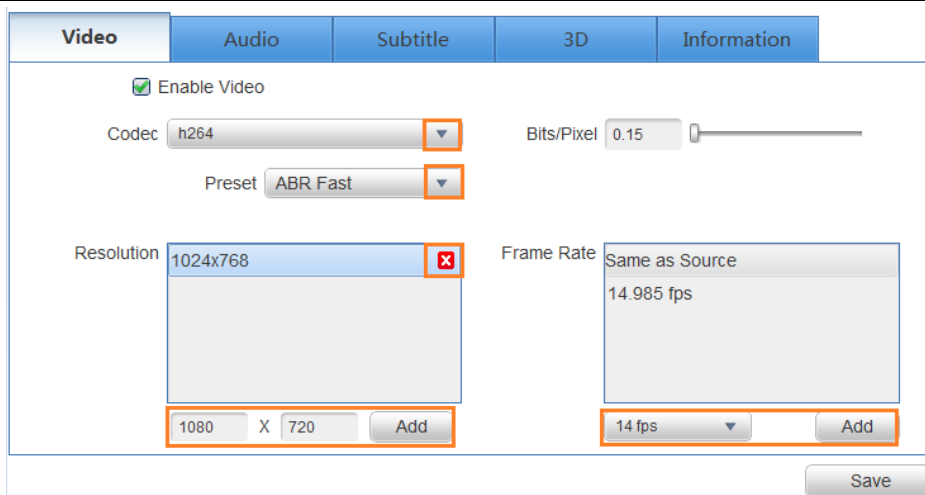 Video Audio Subtitle 3D Information
Enable Video
Codec h264 Bits/Pixel 0.15
Preset ABR Fast
Resolution 1024x768 Frame Rate Same as Source
14.985 fps
1080 X 720 Add 14 fps Add
Save